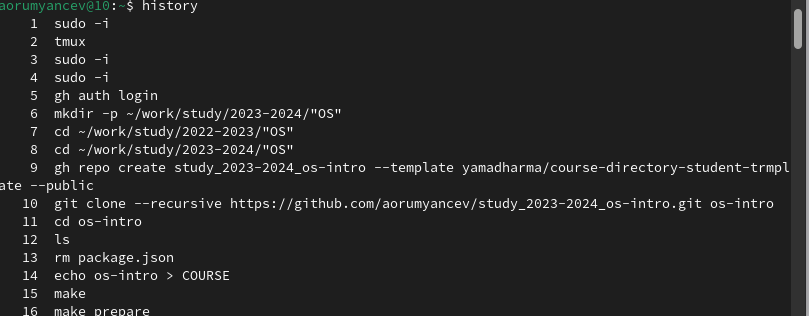 aorumyancev@10:~$ history
1 sudo -i
2 tmux
3 sudo -i
4 sudo -i
5 gh auth login
6 mkdir -p ~/work/study/2023-2024/"OS"
7 cd ~/work/study/2022-2023/"OS"
8 cd ~/work/study/2023-2024/"OS"
9 gh repo create study_2023-2024_os-intro --template yamadharma/course-directory-student-trmpl
ate --public
10 git clone --recursive https://github.com/aorumyancev/study_2023-2024_os-intro.git os-intro
11 cd os-intro
12 ls
13 rm package.json
14 echo os-intro > COURSE
15 make
16 make prepare